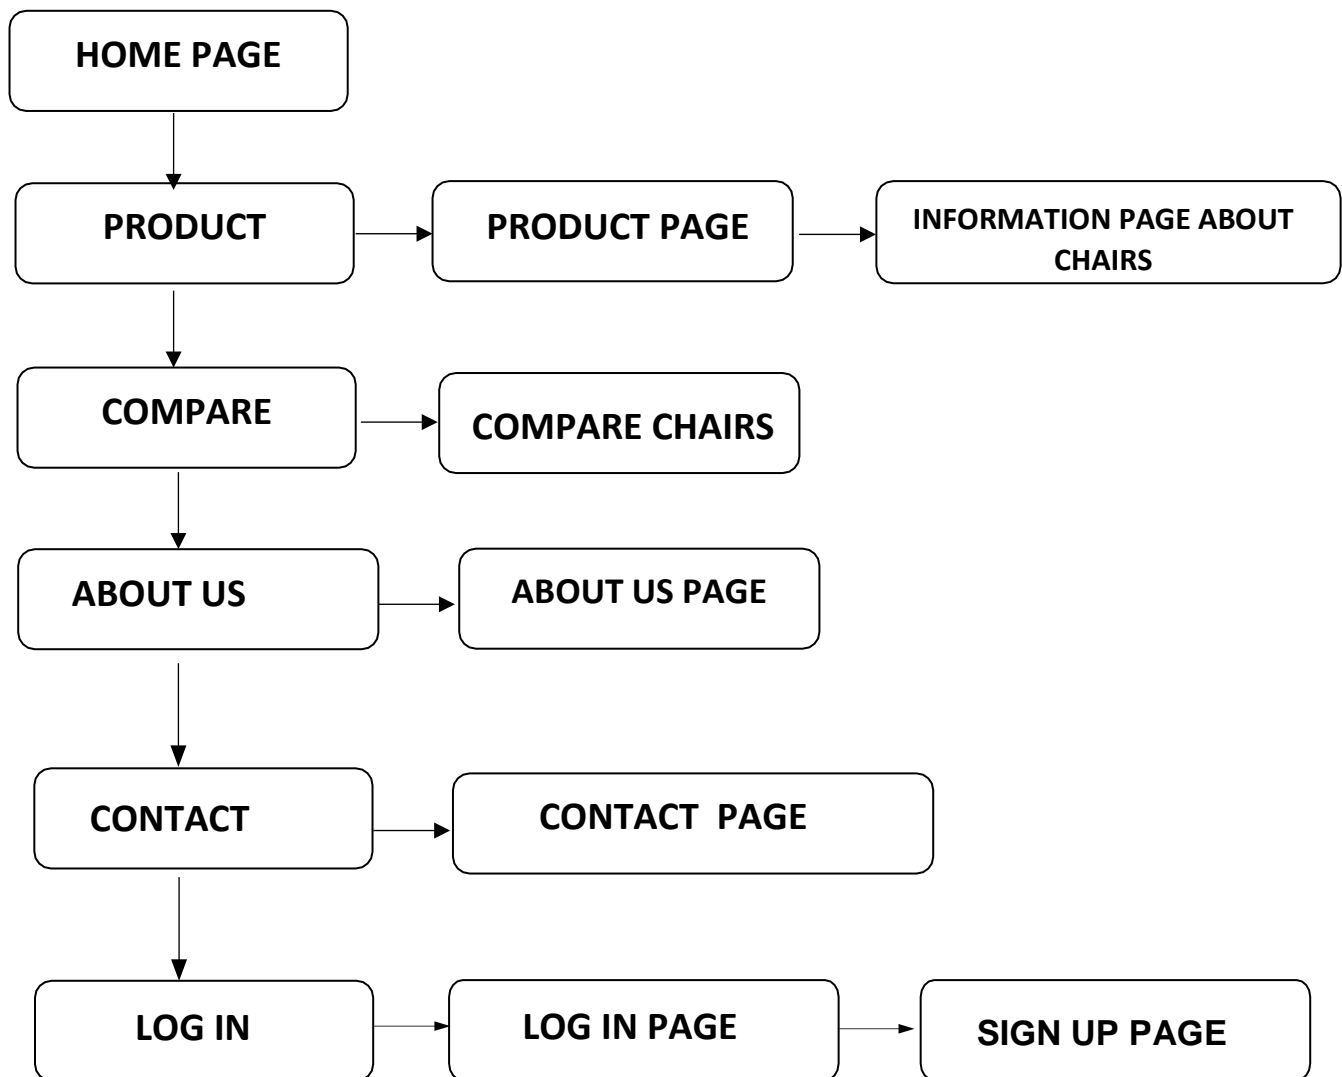 HOME PAGE
PRODUCT
PRODUCT PAGE
INFORMATION PAGE ABOUT
CHAIRS
COMPARE
COMPARE CHAIRS
ABOUT US
ABOUT US PAGE
CONTACT
CONTACT PAGE
LOG IN
LOG IN PAGE
SIGN UP PAGE